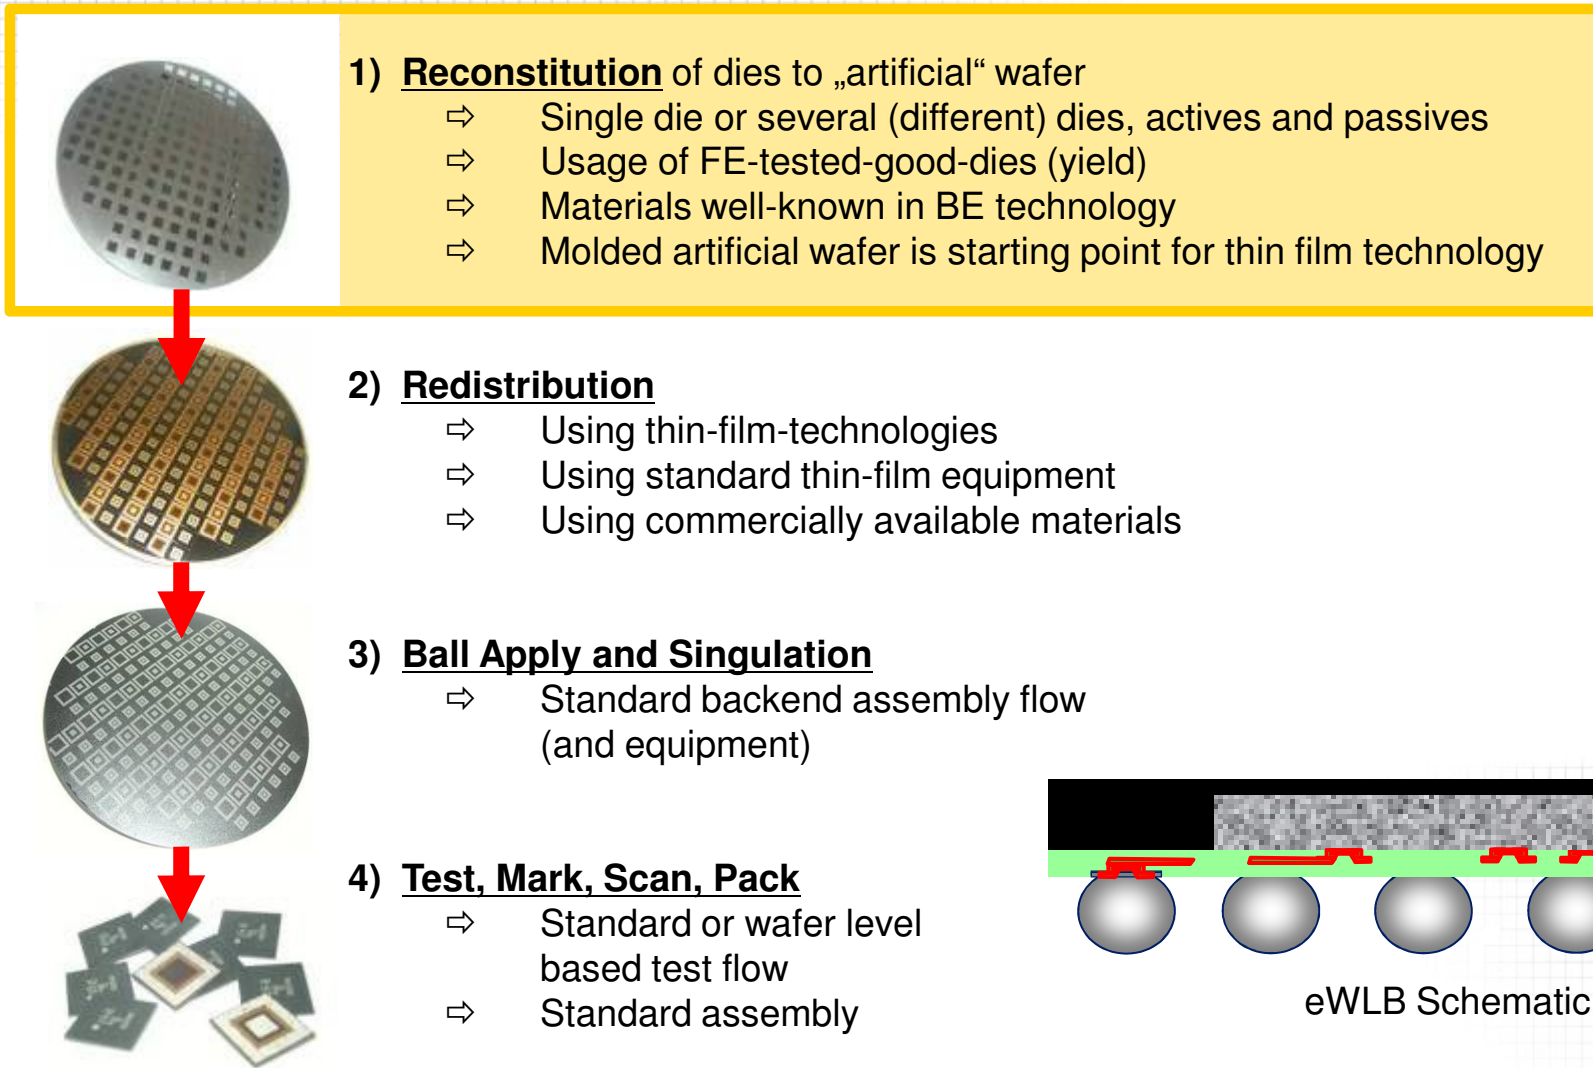 1) Reconstitution of dies to „artificial“ wafer
⇨ Single die or several (different) dies, actives and passives
⇨ Usage of FE-tested-good-dies (yield)
⇨ Materials well-known in BE technology
⇨ Molded artificial wafer is starting point for thin film technology
2) Redistribution
⇨ Using thin-film-technologies
⇨ Using standard thin-film equipment
⇨ Using commercially available materials
3) Ball Apply and Singulation
⇨ Standard backend assembly flow
(and equipment)
4) Test, Mark, Scan, Pack
⇨ Standard or wafer level
based test flow
⇨ Standard assembly
eWLB Schematic